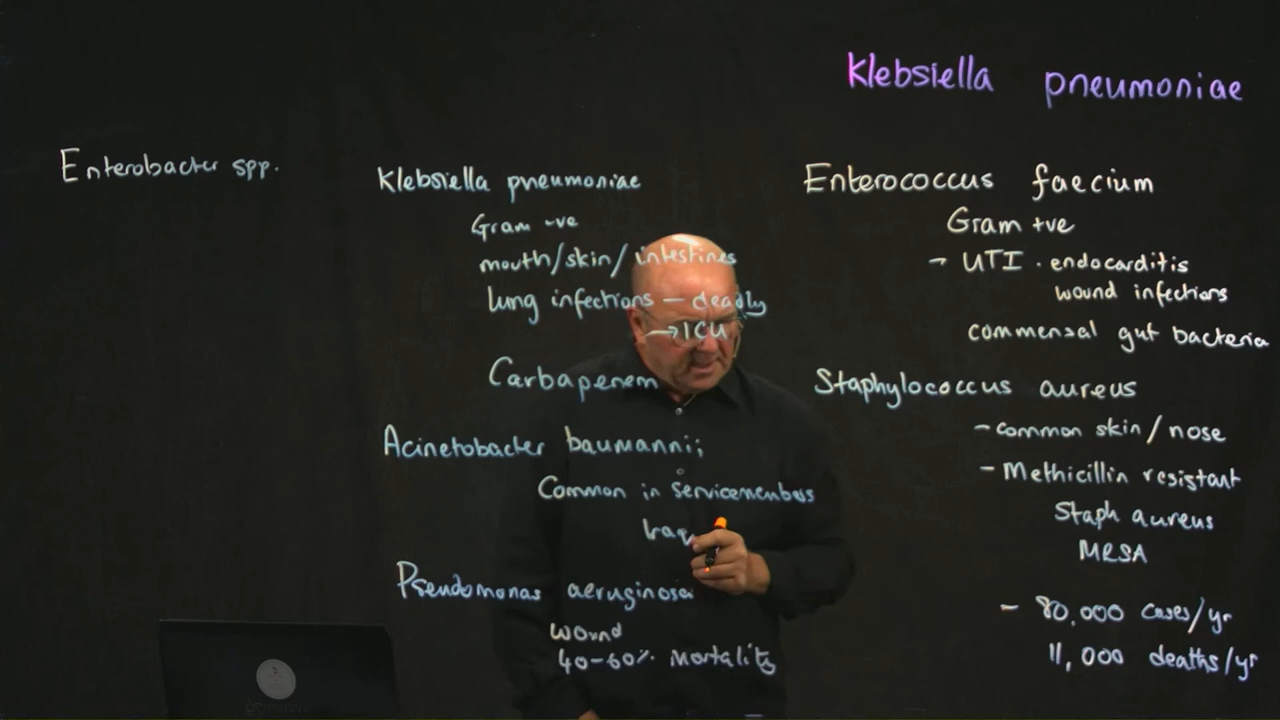 Klebsiella pneumoniae
Enterobacter spp.
Klebsiella pneumoniae
Gram -ve
mouth/skin/intestines
lung infections — deadly
→ ICU
Carbapenem
Acinetobacter baumannii
Common in Servicemembers
Iraq
Pseudomonas aeruginosa
Wound
40-60% Mortality
Enterococcus faecium
Gram +ve
- UTI · endocarditis
wound infections
commensal gut bacteria
Staphylococcus aureus
- common skin/nose
- Methicillin resistant
Staph aureus
MRSA
- 80,000 cases/yr
11,000 deaths/yr